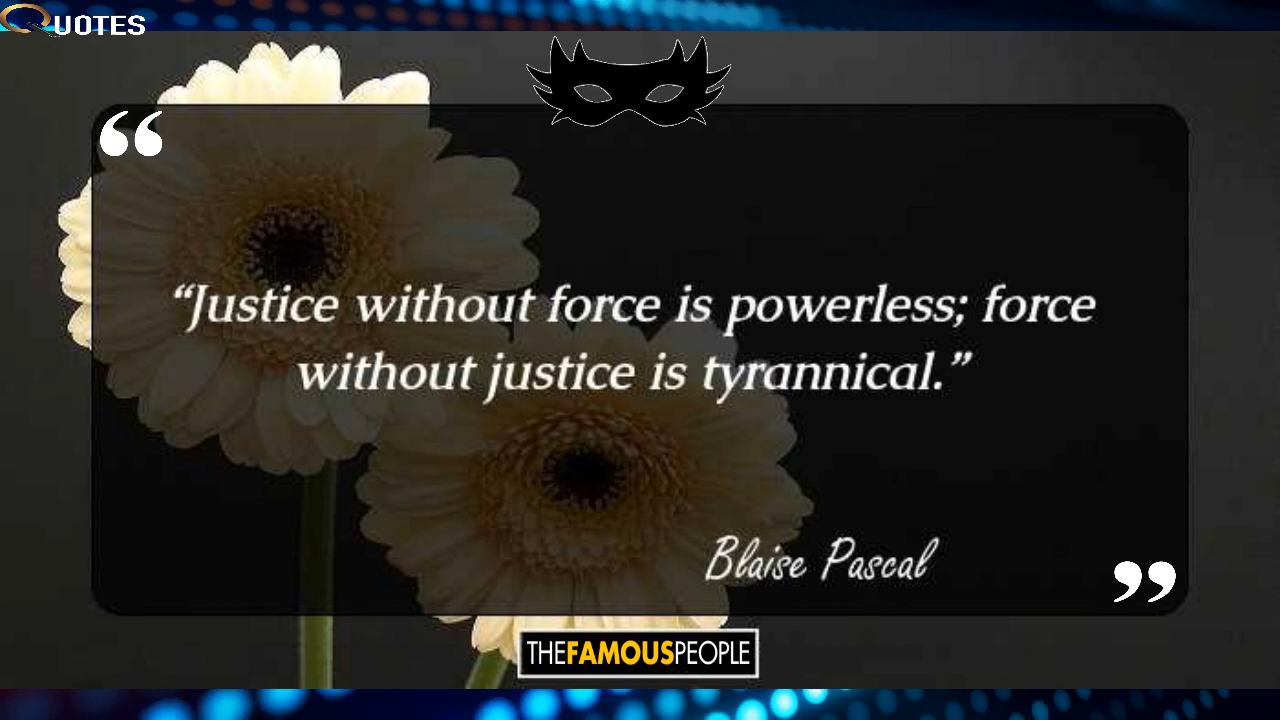 QUOTES
“
“Justice without force is powerless; force
without justice is tyrannical.”
Blaise Pascal
”
THEFAMOUSPEOPLE